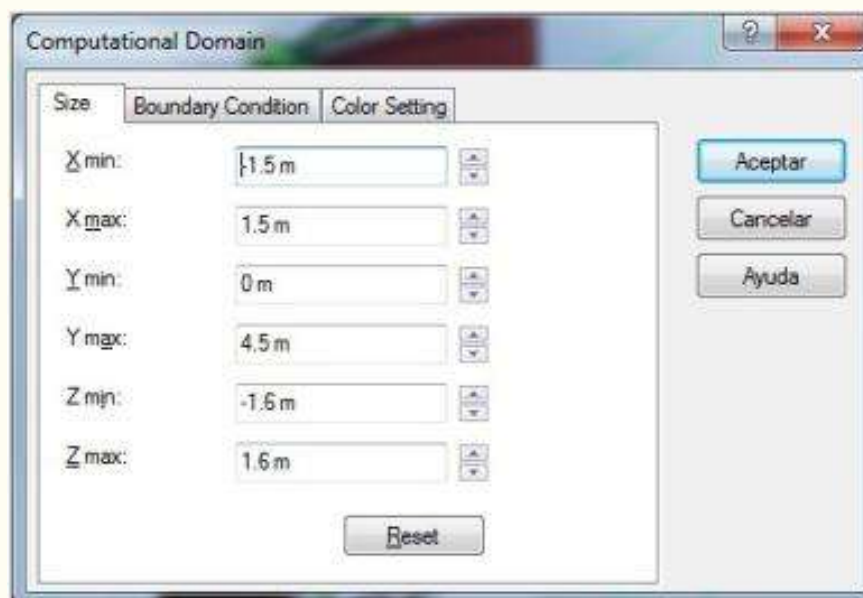 Computational Domain
Size Boundary Condition Color Setting
X min: -1.5 m
X max: 1.5 m
Y min: 0 m
Y max: 4.5 m
Z min: -1.6 m
Z max: 1.6 m
Reset
Aceptar
Cancelar
Ayuda